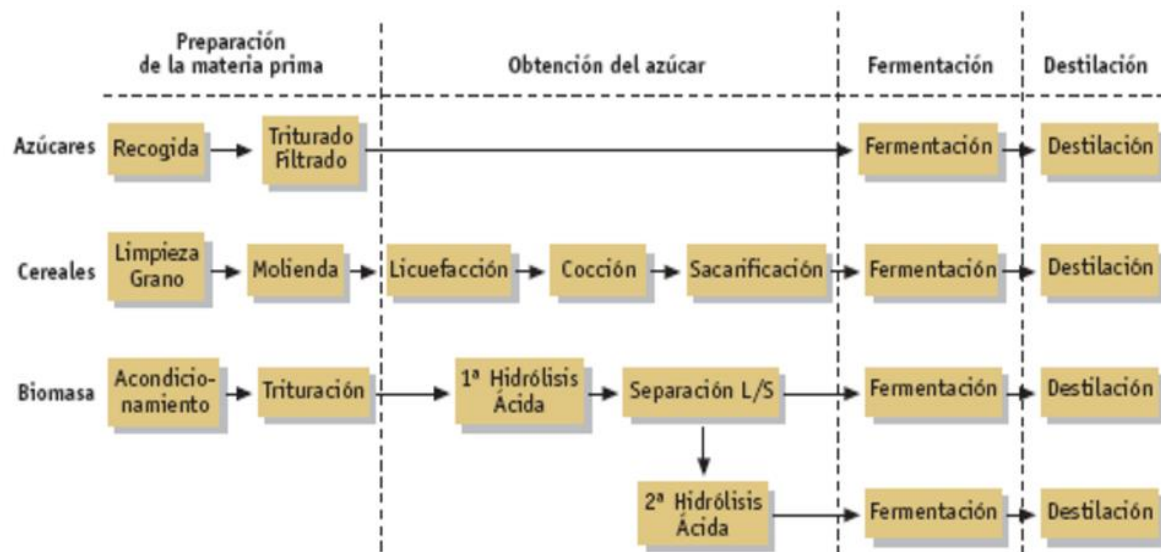 Preparación
de la materia prima
Obtención del azúcar
Fermentación
Destilación
Azúcares
Recogida
Triturado
Filtrado
Fermentación
Destilación
Cereales
Limpieza
Grano
Molienda
Licuefacción
Cocción
Sacarificación
Fermentación
Destilación
Biomasa
Acondicio-
namiento
Trituración
1ª Hidrólisis
Ácida
Separación L/S
Fermentación
Destilación
2ª Hidrólisis
Ácida
Fermentación
Destilación